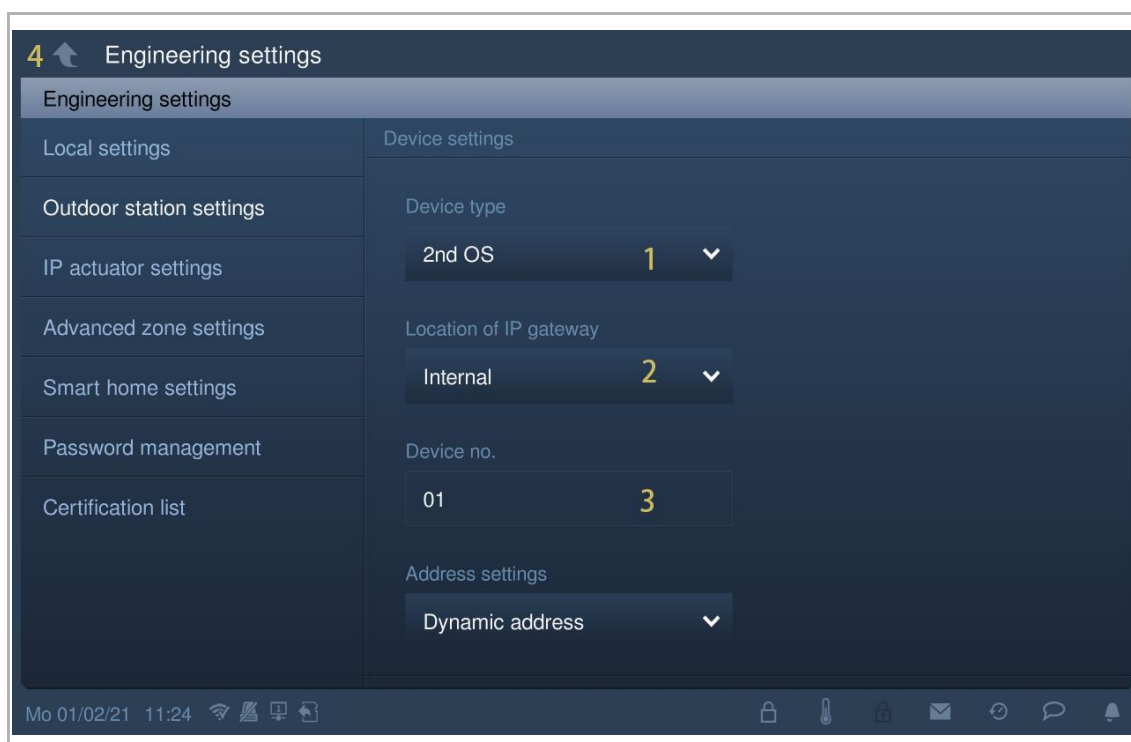 4 Engineering settings
Engineering settings
Local settings
Outdoor station settings
IP actuator settings
Advanced zone settings
Smart home settings
Password management
Certification list
Device settings
Device type
2nd OS 1
Location of IP gateway
Internal 2
Device no.
01 3
Address settings
Dynamic address
Mo 01/02/21 11:24